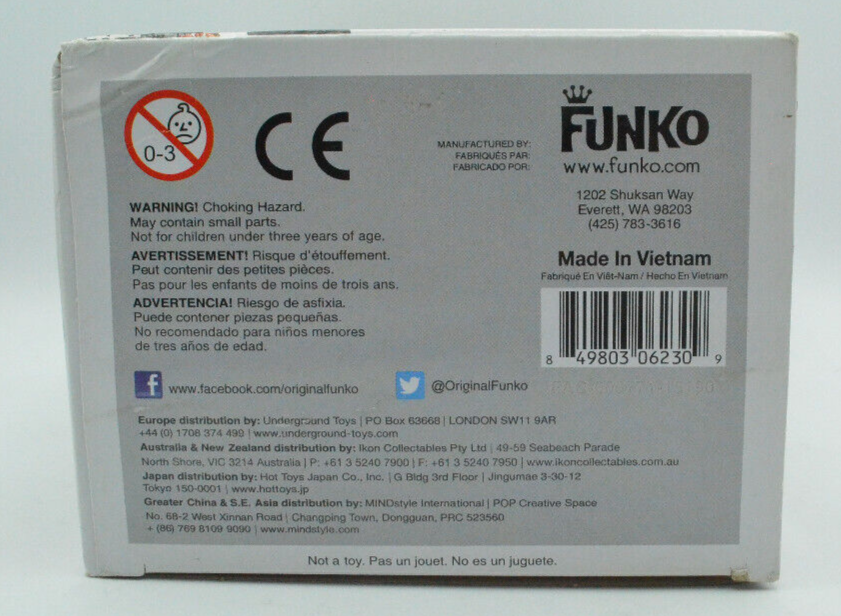 0-3
CE
MANUFACTURED BY:
FABRIQUÉS PAR:
FABRICADO POR:
FUNKO
www.funko.com
1202 Shuksan Way
Everett, WA 98203
(425) 783-3616
Made In Vietnam
Fabriqué En Viêt-Nam / Hecho En Vietnam
8 49803 06230 9
WARNING! Choking Hazard.
May contain small parts.
Not for children under three years of age.
AVERTISSEMENT! Risque d'étouffement.
Peut contenir des petites pièces.
Pas pour les enfants de moins de trois ans.
ADVERTENCIA! Riesgo de asfixia.
Puede contener piezas pequeñas.
No recomendado para niños menores
de tres años de edad.
www.facebook.com/originalfunko
@OriginalFunko
Europe distribution by: Underground Toys | PO Box 63668 | LONDON SW11 9AR
+44 (0) 1708 374 499 | www.underground-toys.com
Australia & New Zealand distribution by: Ikon Collectables Pty Ltd | 49-59 Seabeach Parade
North Shore, VIC 3214 Australia | P: +61 3 5240 7900 | F: +61 3 5240 7950 | www.ikoncollectables.com.au
Japan distribution by: Hot Toys Japan Co., Inc. | G Bldg 3rd Floor | Jingumae 3-30-12
Tokyo 150-0001 | www.hottoys.jp
Greater China & S.E. Asia distribution by: MINDstyle International | POP Creative Space
No. 68-2 West Xinnan Road | Changping Town, Dongguan, PRC 523560
+ (86) 769 8109 9090 | www.mindstyle.com
Not a toy. Pas un jouet. No es un juguete.